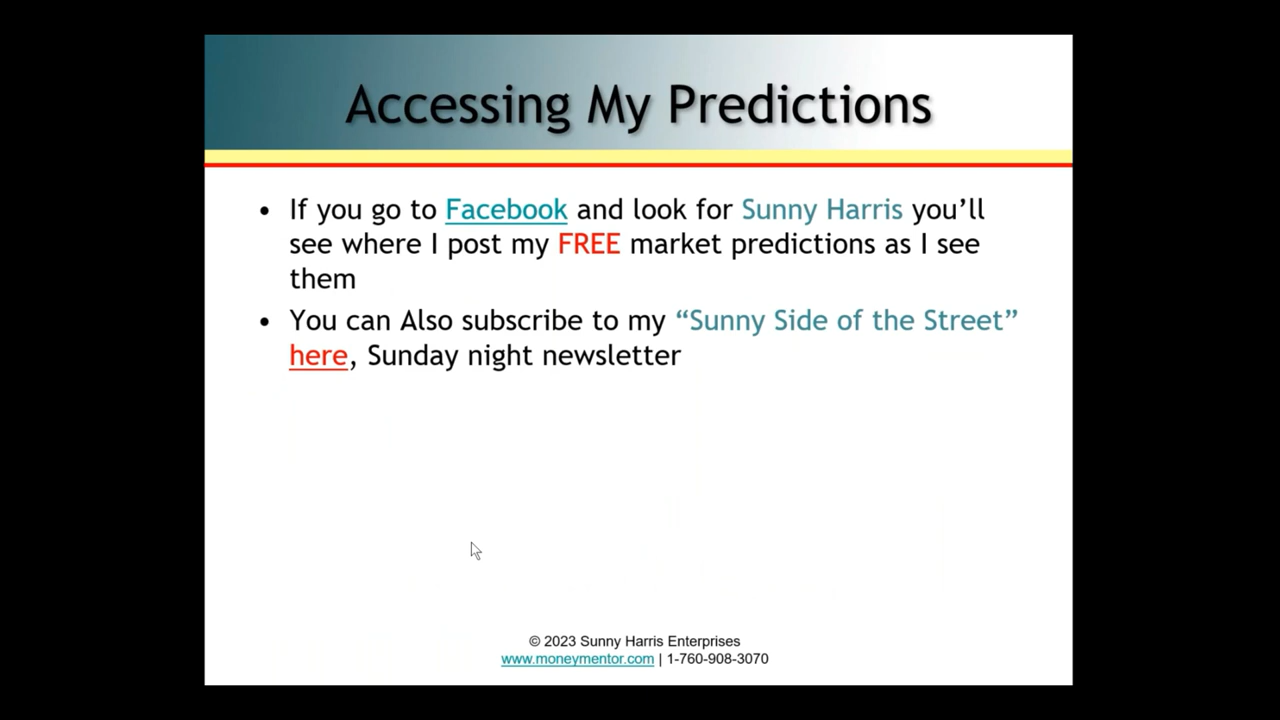 Accessing My Predictions
• If you go to Facebook and look for Sunny Harris you’ll
see where I post my FREE market predictions as I see
them
• You can Also subscribe to my “Sunny Side of the Street”
here, Sunday night newsletter
© 2023 Sunny Harris Enterprises
www.moneymentor.com | 1-760-908-3070